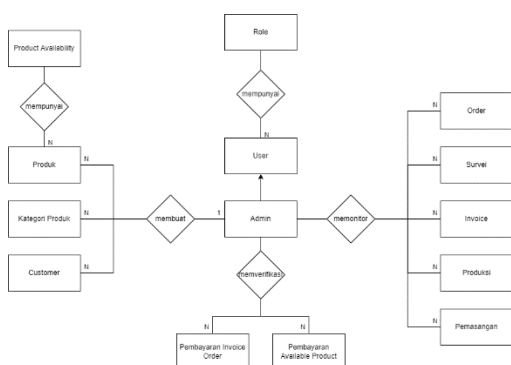 Role
Product Availability
mempunyai
mempunyai
N
Order
N
N
User
Produk
N
N
Survei
Kategori Produk
N
membuat
1
Admin
memonitor
N
Invoice
Customer
N
memverifikasi
N
Produksi
N
Pemasangan
N
N
Pembayaran Invoice
Order
Pembayaran
Available Product